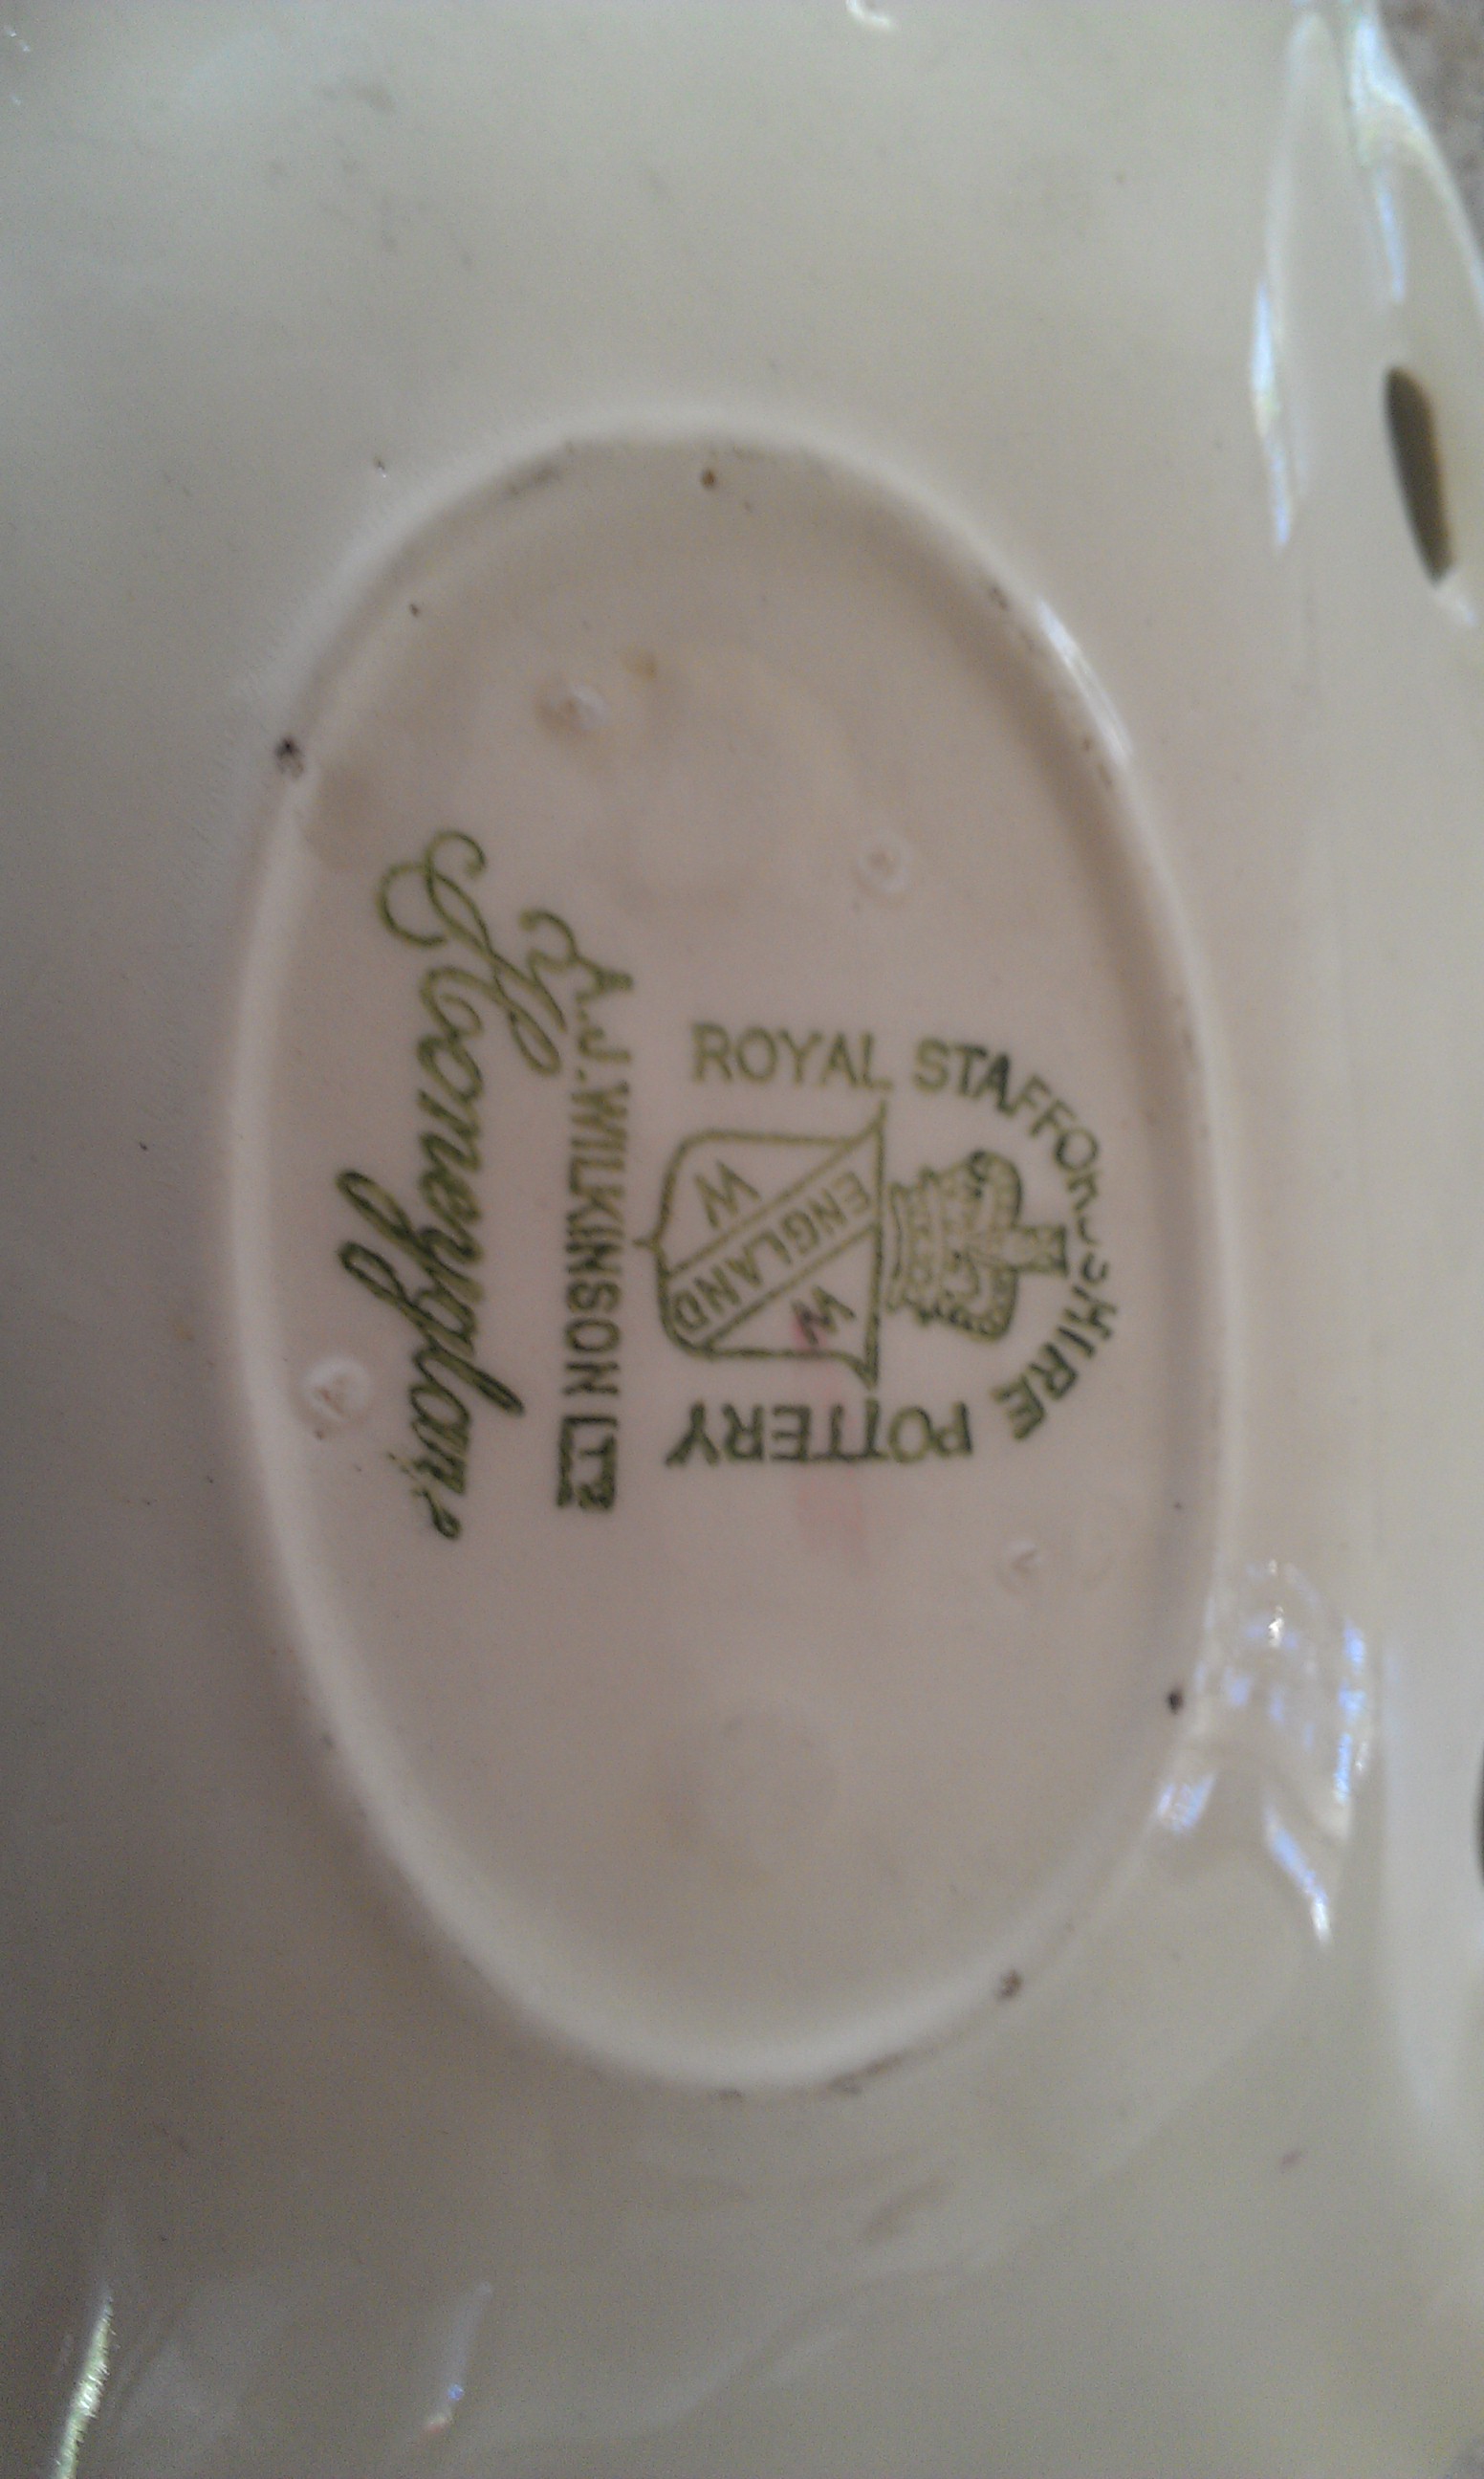 ROYAL STAFFORDSHIRE POTTERY
W ENGLAND W
A.J. WILKINSON LTD
Honeyglaze